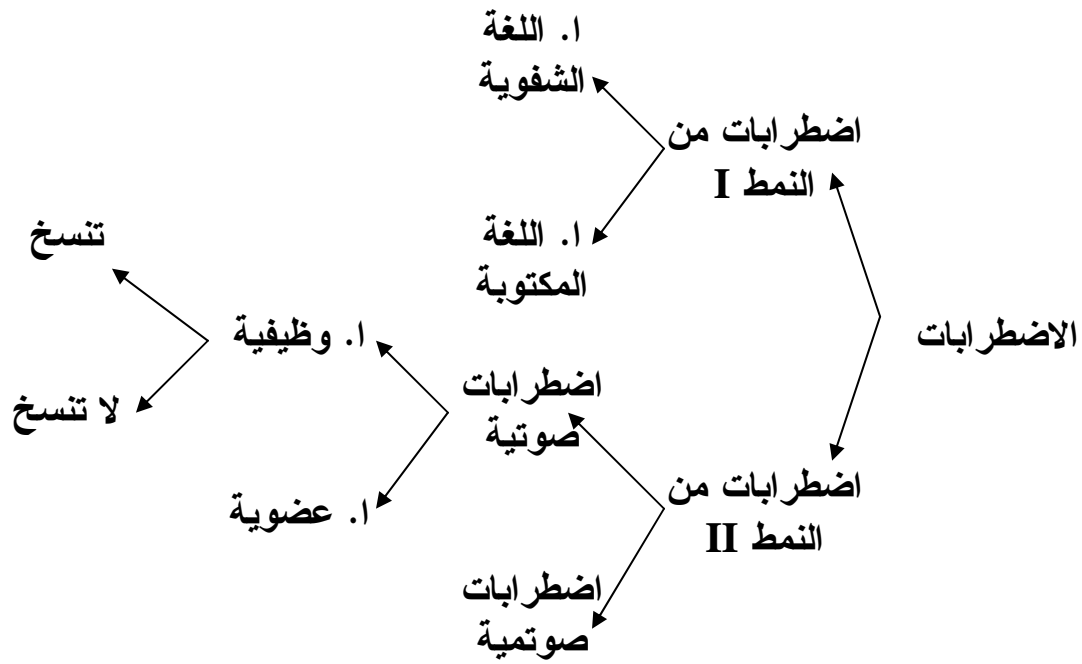 ا. اللغة
الشفوية
اضطرابات من
النمط I
ا. اللغة
المكتوبة
الاضطرابات
اضطرابات من
النمط II
اضطرابات
صوتية
اضطرابات
صوتمية
ا. وظيفية
ا. عضوية
تنسخ
لا تنسخ